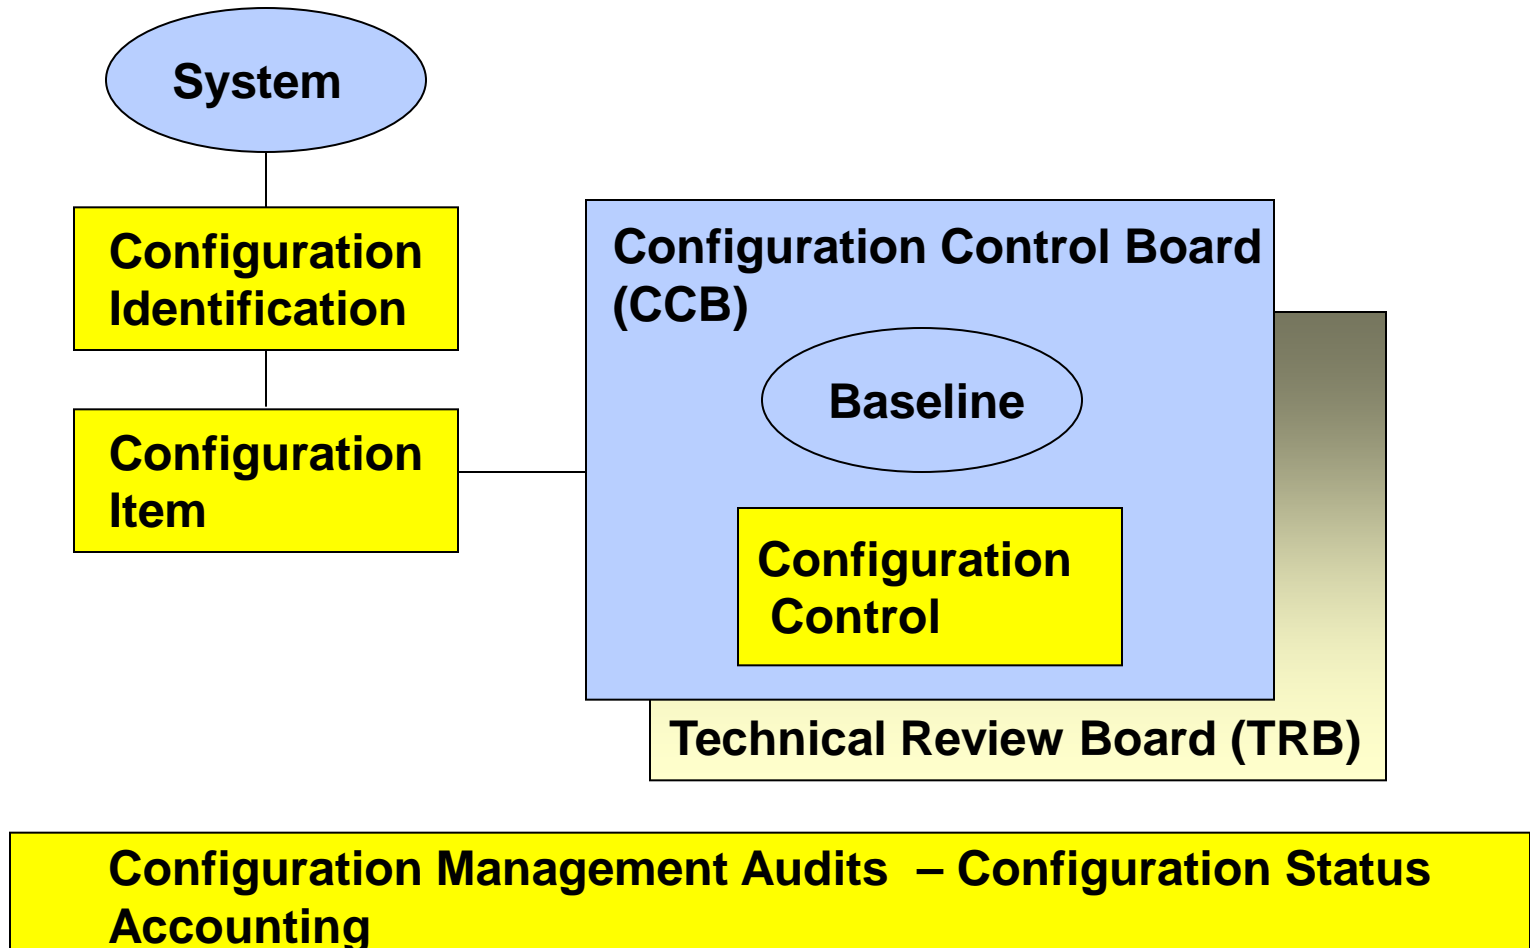 System
Configuration
Identification
Configuration
Item
Configuration Control Board
(CCB)
Baseline
Configuration
Control
Technical Review Board (TRB)
Configuration Management Audits – Configuration Status
Accounting